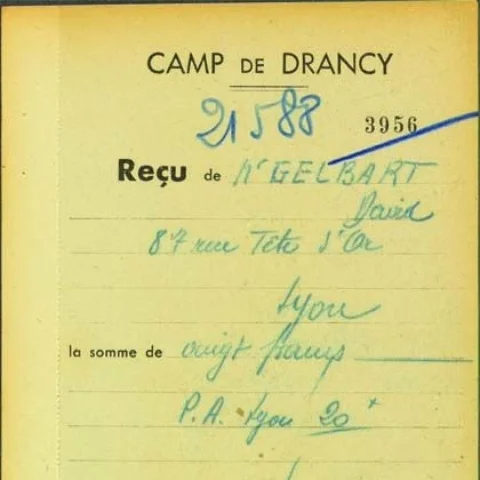 CAMP DE DRANCY
21588
3956
Reçu de Mr GELBART
David
87 rue Tête d'Or
Lyon
la somme de vingt francs
P.A. Lyon 20